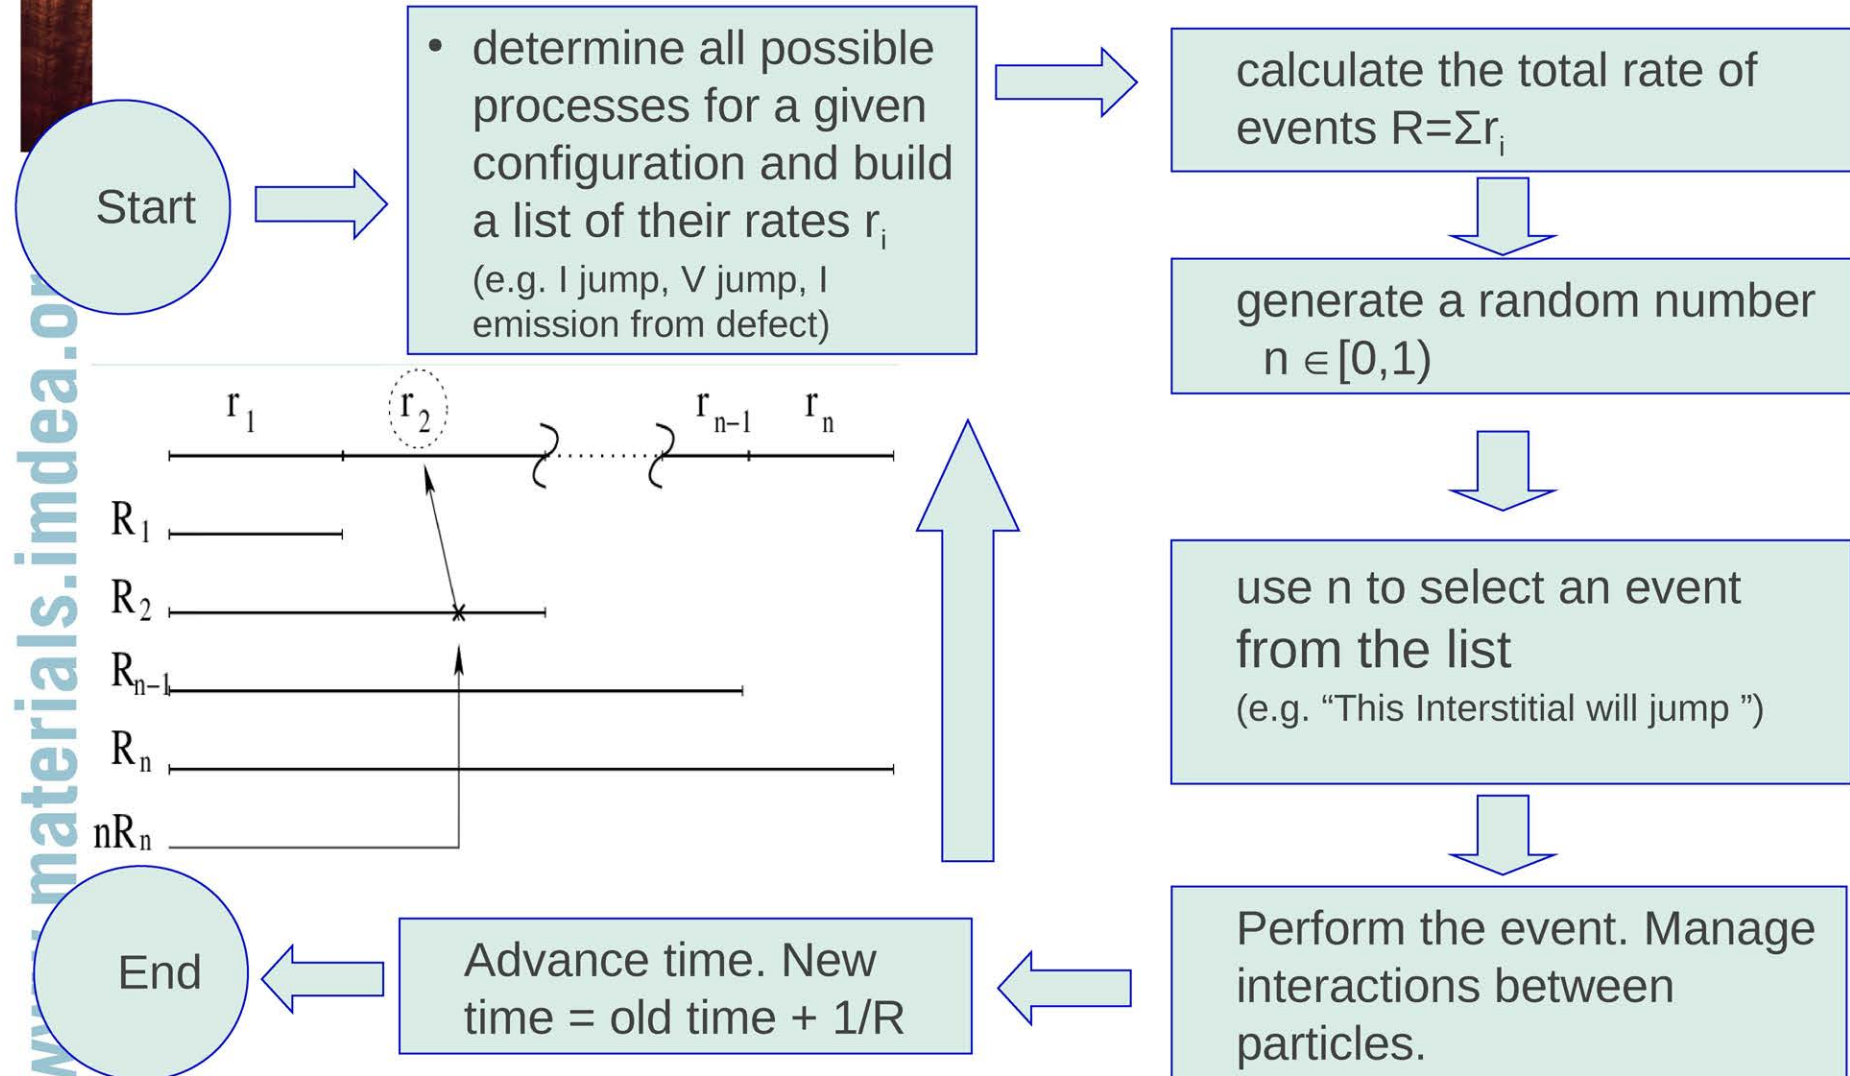 Start
• determine all possible
processes for a given
configuration and build
a list of their rates rᵢ
(e.g. I jump, V jump, I
emission from defect)
calculate the total rate of
events R=Σrᵢ
generate a random number
n ∈[0,1)
use n to select an event
from the list
(e.g. “This Interstitial will jump ”)
Perform the event. Manage
interactions between
particles.
Advance time. New
time = old time + 1/R
End
r₁ r₂ rₙ₋₁ rₙ
R₁
R₂
Rₙ₋₁
Rₙ
nRₙ
materials.imdea.or